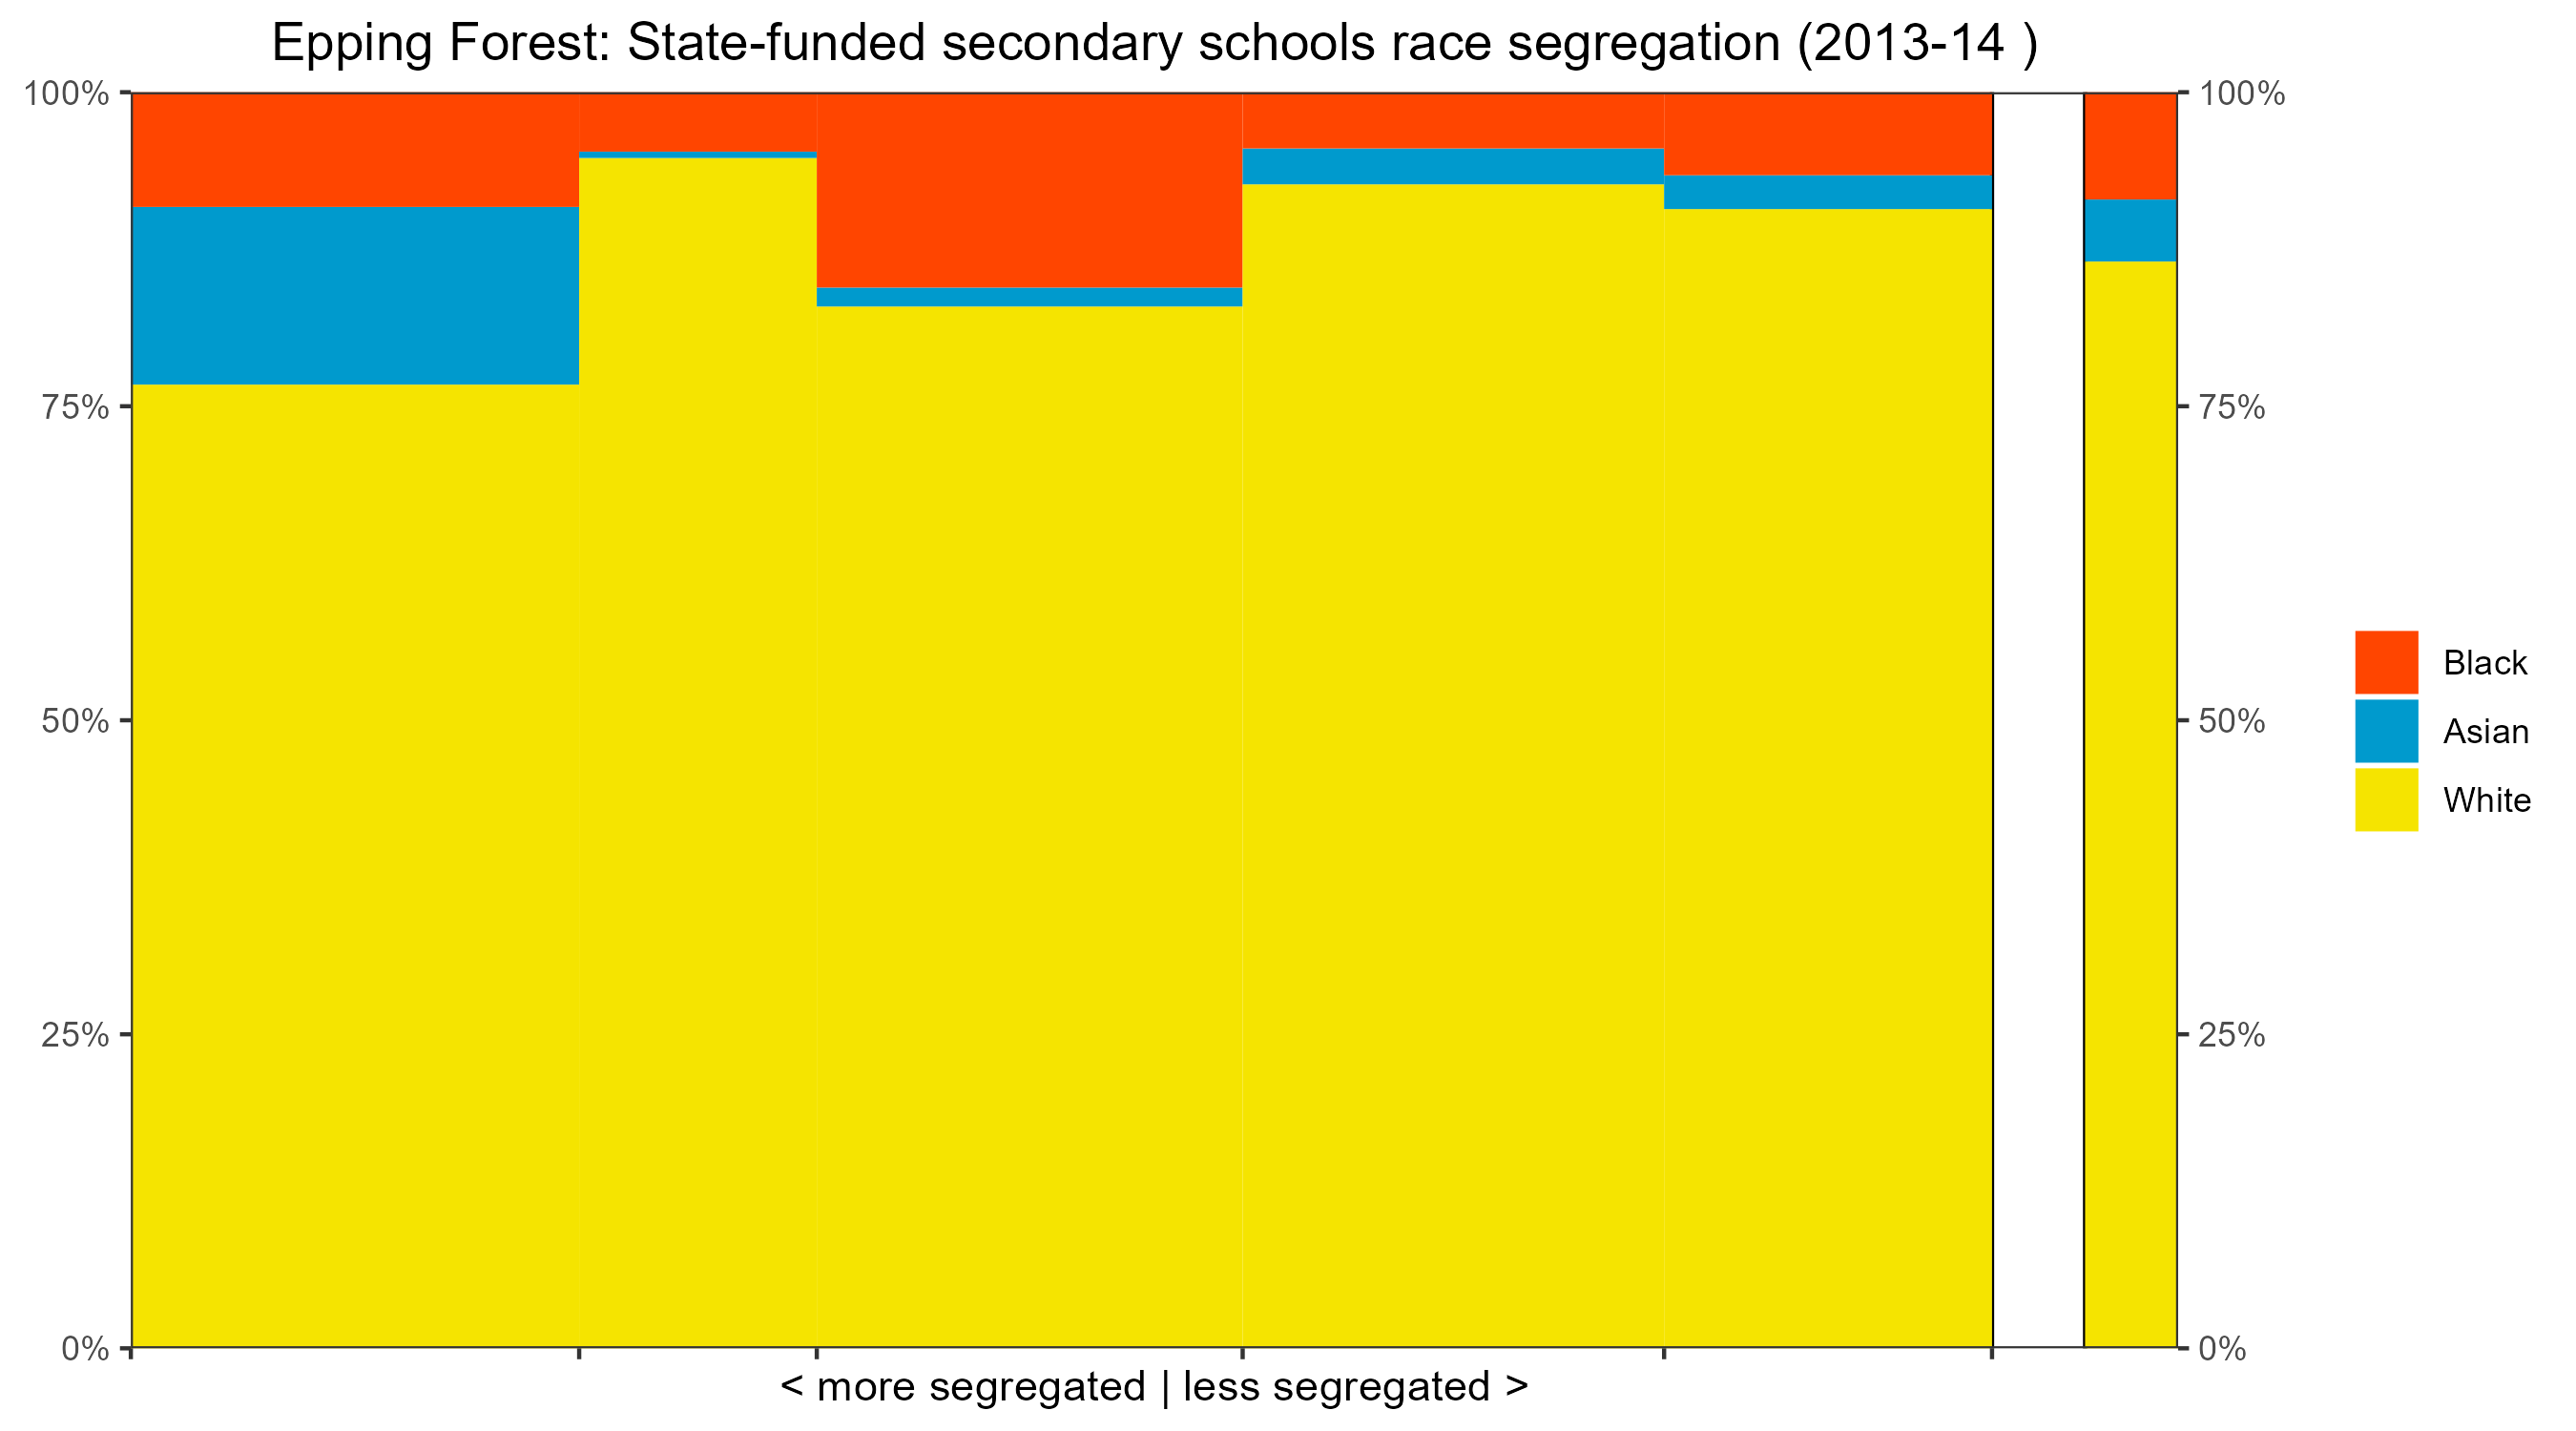 Epping Forest: State-funded secondary schools race segregation (2013-14 )
100%
75%
50%
25%
0%
100%
75%
50%
25%
0%
Black
Asian
White
< more segregated | less segregated >